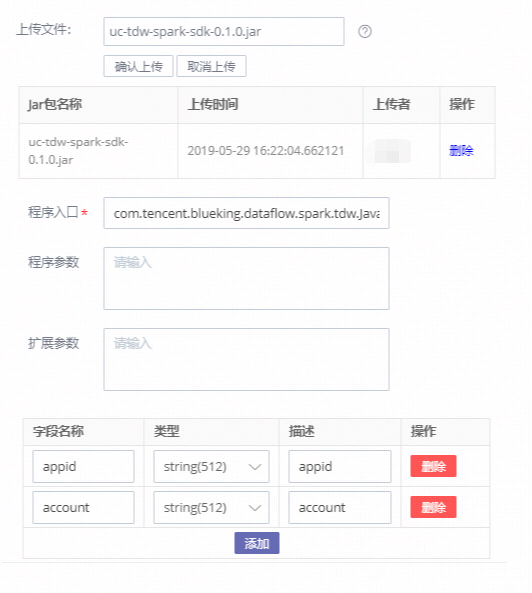 上传文件: uc-tdw-spark-sdk-0.1.0.jar
确认上传 取消上传
Jar包名称 上传时间 上传者 操作
uc-tdw-spark-sdk-
0.1.0.jar
2019-05-29 16:22:04.662121 删除
程序入口* com.tencent.blueking.dataflow.spark.tdw.Java
程序参数 请输入
扩展参数 请输入
字段名称 类型 描述 操作
appid string(512) appid 删除
account string(512) account 删除
添加